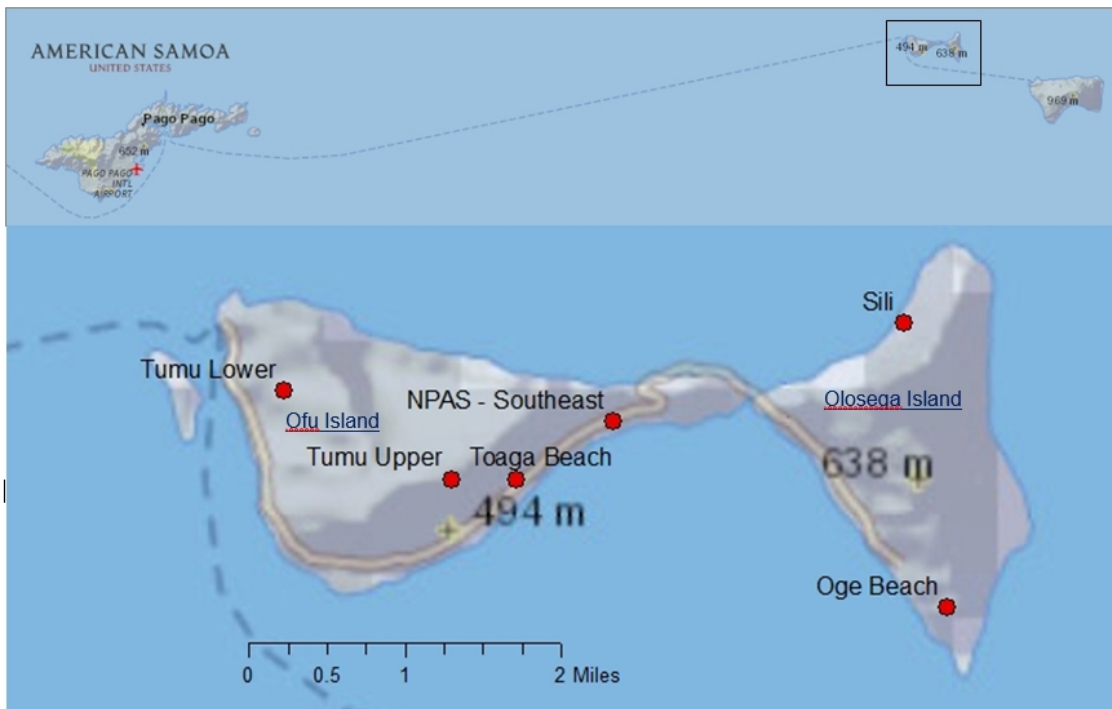 AMERICAN SAMOA
UNITED STATES
494 m
638 m
969 m
Pago Pago
652 m
PAGO PAGO
INTL
AIRPORT
Sili
Tumu Lower
NPAS - Southeast
Olosega Island
Ofu Island
Tumu Upper
Toaga Beach
638 m
494 m
Oge Beach
0 0.5 1 2 Miles